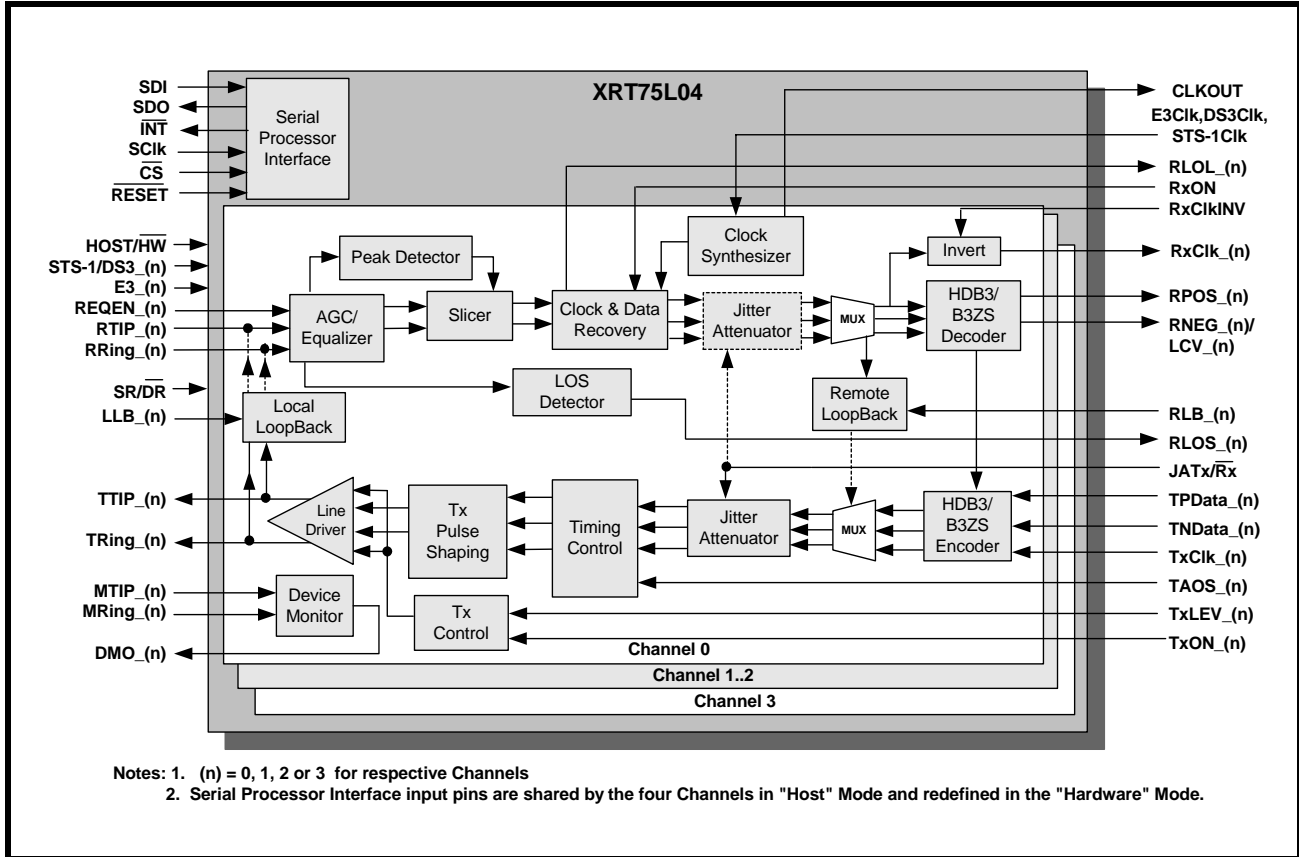 XRT75L04
SDI
SDO
INT
SClk
CS
RESET
HOST/HW
STS-1/DS3_(n)
E3_(n)
REQEN_(n)
RTIP_(n)
RRing_(n)
SR/DR
LLB_(n)
TTIP_(n)
TRing_(n)
MTIP_(n)
MRing_(n)
DMO_(n)
Serial
Processor
Interface
Peak Detector
AGC/
Equalizer
Slicer
Clock & Data
Recovery
Clock
Synthesizer
Jitter
Attenuator
MUX
Invert
HDB3/
B3ZS
Decoder
LOS
Detector
Remote
LoopBack
Local
LoopBack
Line
Driver
Tx
Pulse
Shaping
Timing
Control
Jitter
Attenuator
MUX
HDB3/
B3ZS
Encoder
Device
Monitor
Tx
Control
Channel 0
Channel 1..2
Channel 3
CLKOUT
E3Clk,DS3Clk,
STS-1Clk
RLOL_(n)
RxON
RxClkINV
RxClk_(n)
RPOS_(n)
RNEG_(n)/
LCV_(n)
RLB_(n)
RLOS_(n)
JATx/Rx
TPData_(n)
TNData_(n)
TxClk_(n)
TAOS_(n)
TxLEV_(n)
TxON_(n)
Notes: 1. (n) = 0, 1, 2 or 3 for respective Channels
2. Serial Processor Interface input pins are shared by the four Channels in "Host" Mode and redefined in the "Hardware" Mode.